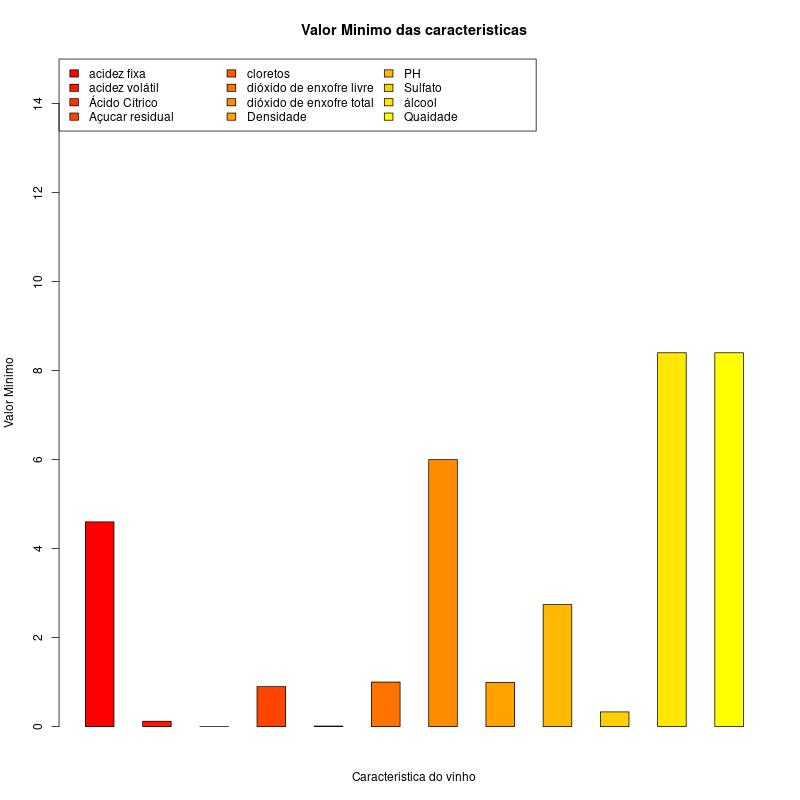 Valor Minimo das caracteristicas
acidez fixa
acidez volátil
Ácido Cítrico
Açucar residual
cloretos
dióxido de enxofre livre
dióxido de enxofre total
Densidade
PH
Sulfato
álcool
Quaidade
Valor Minimo
14
12
10
8
6
4
2
0
Caracteristica do vinho